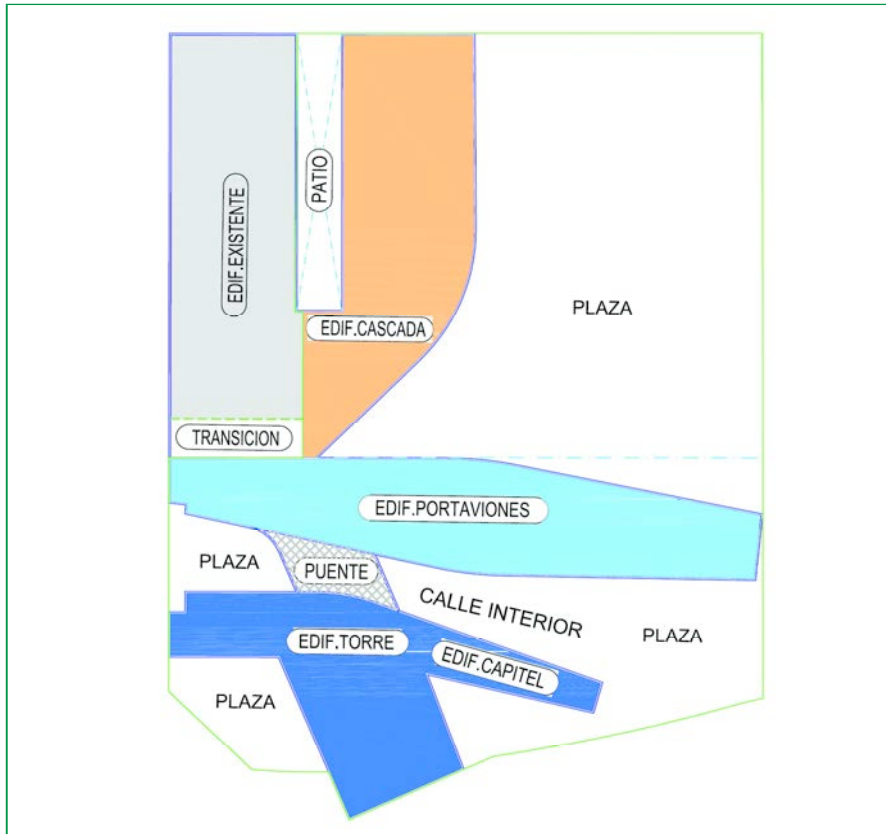 PATIO
EDIF.EXISTENTE
PLAZA
EDIF.CASCADA
TRANSICION
EDIF.PORTAVIONES
PLAZA
PUENTE
CALLE INTERIOR
PLAZA
EDIF.TORRE
EDIF.CAPITEL
PLAZA